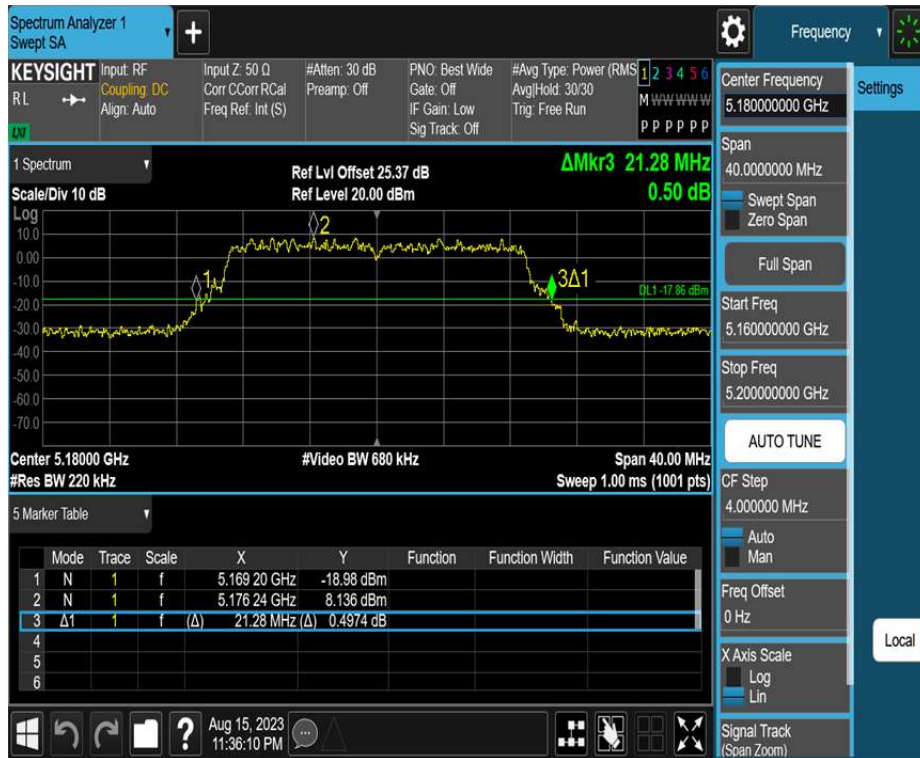 Spectrum Analyzer 1
Swept SA
+
Frequency
KEYSIGHT
RL
LXI
Input: RF
Coupling: DC
Align: Auto
Input Z: 50 Ω
Corr CCorr RCal
Freq Ref: Int (S)
#Atten: 30 dB
Preamp: Off
PNO: Best Wide
Gate: Off
IF Gain: Low
Sig Track: Off
#Avg Type: Power (RMS
Avg|Hold: 30/30
Trig: Free Run
1 2 3 4 5 6
M W W W W W
P P P P P P
1 Spectrum
Scale/Div 10 dB
Ref Lvl Offset 25.37 dB
Ref Level 20.00 dBm
ΔMkr3 21.28 MHz
0.50 dB
Log
10.0
0.00
-10.0
-20.0
-30.0
-40.0
-50.0
-60.0
-70.0
1
2
3Δ1
DL1 -17.86 dBm
Center 5.18000 GHz
#Res BW 220 kHz
#Video BW 680 kHz
Span 40.00 MHz
Sweep 1.00 ms (1001 pts)
5 Marker Table
Mode Trace Scale X Y Function Function Width Function Value
1 N 1 f 5.169 20 GHz -18.98 dBm
2 N 1 f 5.176 24 GHz 8.136 dBm
3 Δ1 1 f (Δ) 21.28 MHz (Δ) 0.4974 dB
4
5
6
?
Aug 15, 2023
11:36:10 PM
Center Frequency
5.180000000 GHz
Settings
Span
40.0000000 MHz
Swept Span
Zero Span
Full Span
Start Freq
5.160000000 GHz
Stop Freq
5.200000000 GHz
AUTO TUNE
CF Step
4.000000 MHz
Auto
Man
Freq Offset
0 Hz
Local
X Axis Scale
Log
Lin
Signal Track
(Span Zoom)